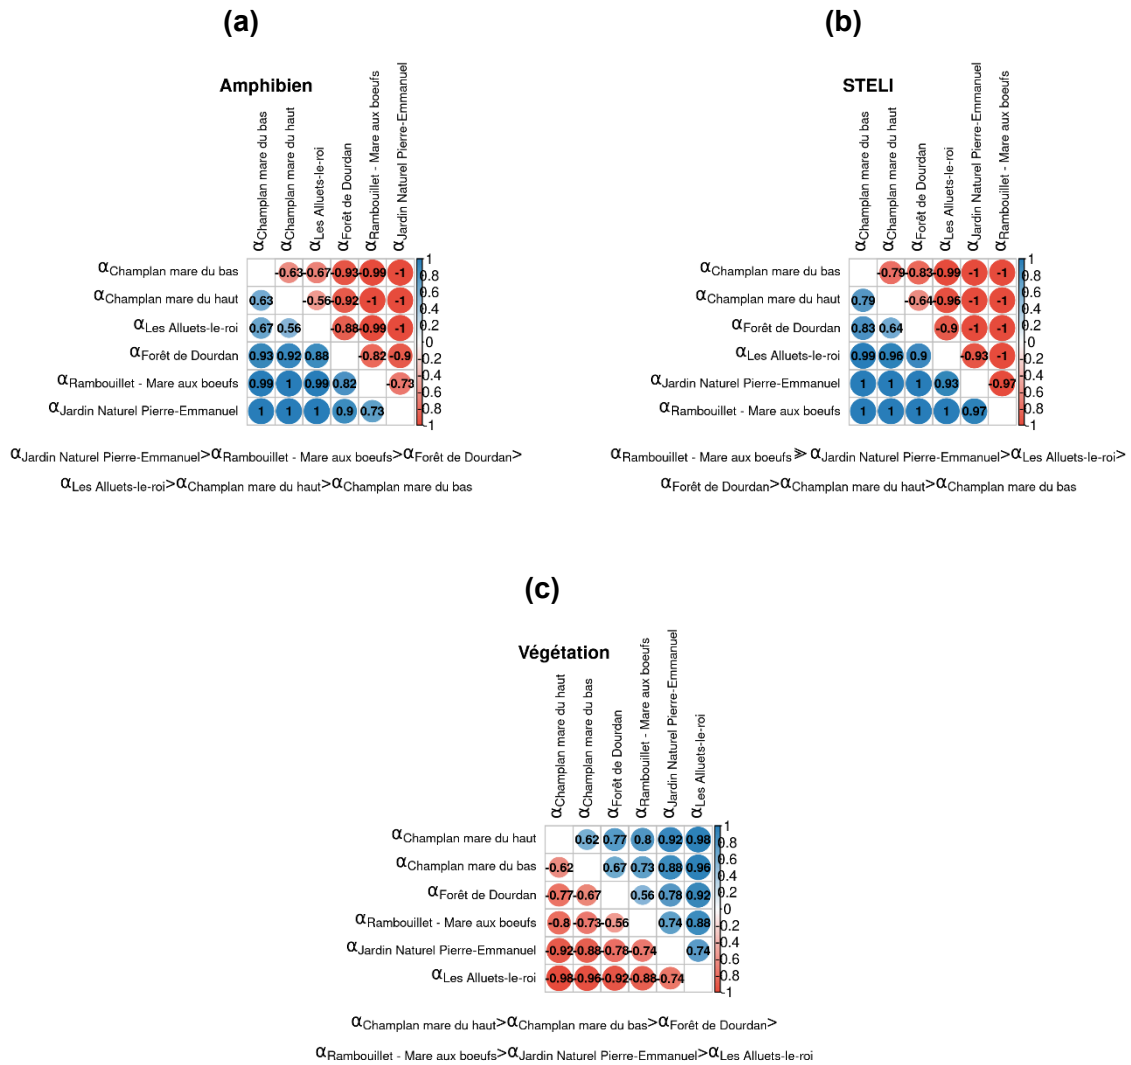 (a)
Amphibien
αChamplan mare du bas
αChamplan mare du haut
αLes Alluets-le-roi
αForêt de Dourdan
αRambouillet - Mare aux boeufs
αJardin Naturel Pierre-Emmanuel
αChamplan mare du bas -0.63 -0.67 -0.93 -0.99 -1
αChamplan mare du haut 0.63 -0.56 -0.92 -1 -1
αLes Alluets-le-roi 0.67 0.56 -0.88 -0.99 -1
αForêt de Dourdan 0.93 0.92 0.88 -0.82 -0.9
αRambouillet - Mare aux boeufs 0.99 1 0.99 0.82 -0.73
αJardin Naturel Pierre-Emmanuel 1 1 1 0.9 0.73
1
0.8
0.6
0.4
0.2
0
-0.2
-0.4
-0.6
-0.8
-1
αJardin Naturel Pierre-Emmanuel>αRambouillet - Mare aux boeufs>αForêt de Dourdan>
αLes Alluets-le-roi>αChamplan mare du haut>αChamplan mare du bas
(b)
STELI
αChamplan mare du bas
αChamplan mare du haut
αForêt de Dourdan
αLes Alluets-le-roi
αJardin Naturel Pierre-Emmanuel
αRambouillet - Mare aux boeufs
αChamplan mare du bas -0.79 -0.83 -0.99 -1 -1
αChamplan mare du haut 0.79 -0.64 -0.96 -1 -1
αForêt de Dourdan 0.83 0.64 -0.9 -1 -1
αLes Alluets-le-roi 0.99 0.96 0.9 -0.93 -1
αJardin Naturel Pierre-Emmanuel 1 1 1 0.93 -0.97
αRambouillet - Mare aux boeufs 1 1 1 1 0.97
1
0.8
0.6
0.4
0.2
0
-0.2
-0.4
-0.6
-0.8
-1
αRambouillet - Mare aux boeufs⪢αJardin Naturel Pierre-Emmanuel>αLes Alluets-le-roi>
αForêt de Dourdan>αChamplan mare du haut>αChamplan mare du bas
(c)
Végétation
αChamplan mare du haut
αChamplan mare du bas
αForêt de Dourdan
αRambouillet - Mare aux boeufs
αJardin Naturel Pierre-Emmanuel
αLes Alluets-le-roi
αChamplan mare du haut 0.62 0.77 0.8 0.92 0.98
αChamplan mare du bas -0.62 0.67 0.73 0.88 0.96
αForêt de Dourdan -0.77 -0.67 0.56 0.78 0.92
αRambouillet - Mare aux boeufs -0.8 -0.73 -0.56 0.74 0.88
αJardin Naturel Pierre-Emmanuel -0.92 -0.88 -0.78 -0.74 0.74
αLes Alluets-le-roi -0.98 -0.96 -0.92 -0.88 -0.74
1
0.8
0.6
0.4
0.2
0
-0.2
-0.4
-0.6
-0.8
-1
αChamplan mare du haut>αChamplan mare du bas>αForêt de Dourdan>
αRambouillet - Mare aux boeufs>αJardin Naturel Pierre-Emmanuel>αLes Alluets-le-roi